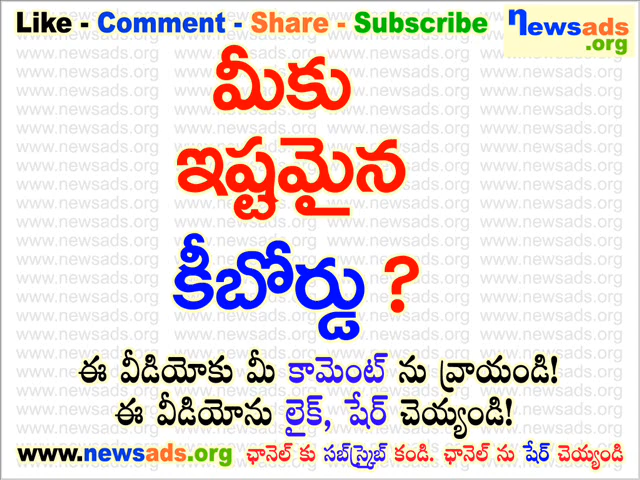 Like - Comment - Share - Subscribe
newsads
.org
మీకు
ఇష్టమైన
కీబోర్డు ?
ఈ వీడియోకు మీ కామెంట్ ను వ్రాయండి!
ఈ వీడియోను లైక్, షేర్ చెయ్యండి!
www.newsads.org ఛానెల్ కు సబ్‌స్క్రైబ్ కండి. ఛానెల్ ను షేర్ చెయ్యండి